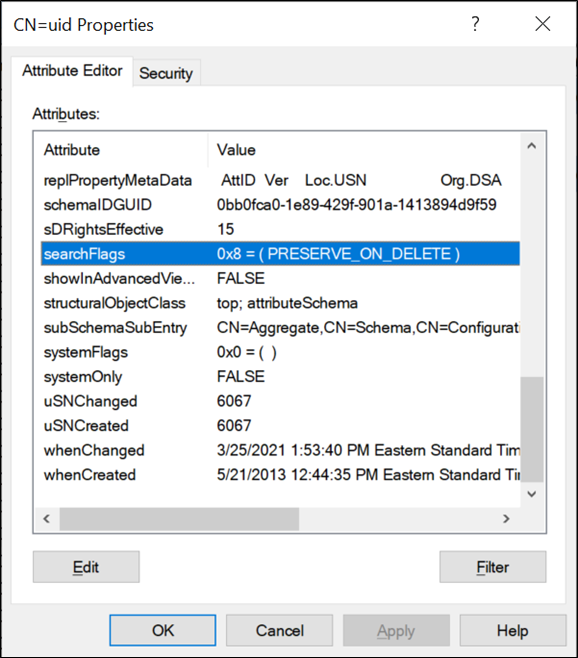 CN=uid Properties
Attribute Editor Security
Attributes:
Attribute Value
replPropertyMetaData AttID Ver Loc.USN Org.DSA
schemaIDGUID 0bb0fca0-1e89-429f-901a-1413894d9f59
sDRightsEffective 15
searchFlags 0x8 = ( PRESERVE_ON_DELETE )
showInAdvancedVie... FALSE
structuralObjectClass top; attributeSchema
subSchemaSubEntry CN=Aggregate,CN=Schema,CN=Configurati
systemFlags 0x0 = ( )
systemOnly FALSE
uSNChanged 6067
uSNCreated 6067
whenChanged 3/25/2021 1:53:40 PM Eastern Standard Tim
whenCreated 5/21/2013 12:44:35 PM Eastern Standard Ti
Edit Filter
OK Cancel Apply Help